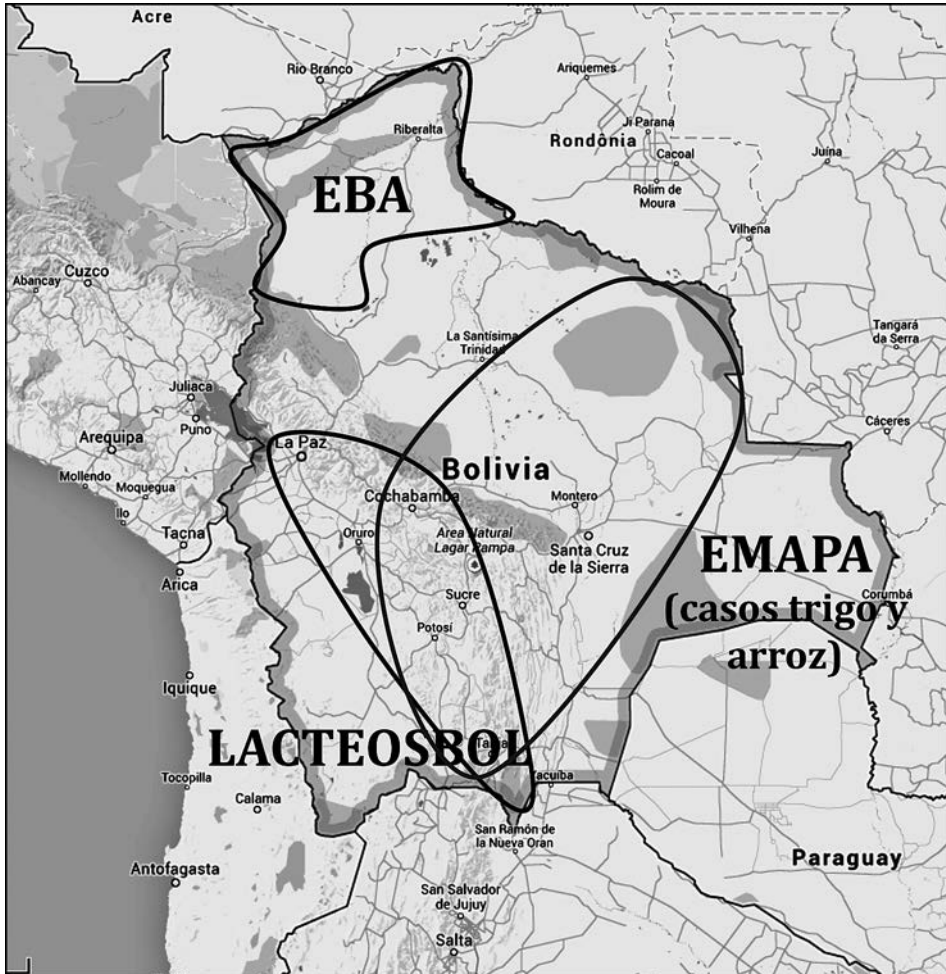 Acre
Rio Branco
Ariquemes
Riberalta
Ji Paraná
Rondônia
Cacoal
Juína
Rolim de
Moura
EBA
Vilhena
Cuzco
Abancay
La Santísima
Trinidad
Tangará
da Serra
Juliaca
Puno
Cáceres
Arequipa
La Paz
Mollendo
Moquegua
Bolivia
Cochabamba
Montero
Ilo
Tacna
Oruro
Area Natural
Lagar Pampa
Santa Cruz
de la Sierra
EMAPA
(casos trigo y
arroz)
Arica
Sucre
Corumbá
Potosí
Iquique
LACTEOSBOL
Tarija
Yacuiba
Tocopilla
Calama
San Ramón de
la Nueva Oran
Paraguay
Antofagasta
San Salvador
de Jujuy
Salta